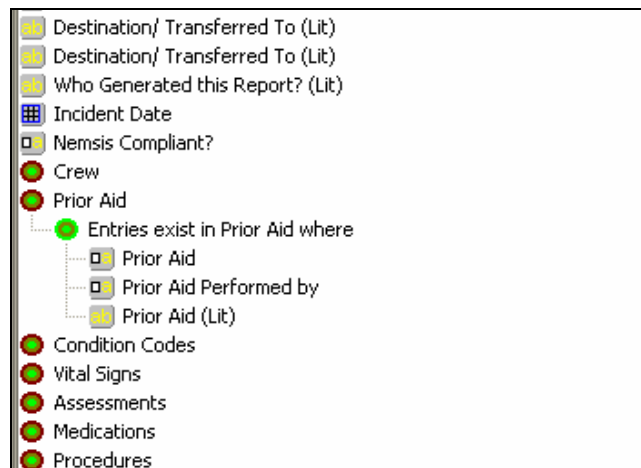 Destination/ Transferred To (Lit)
Destination/ Transferred To (Lit)
Who Generated this Report? (Lit)
Incident Date
Nemsis Compliant?
Crew
Prior Aid
Entries exist in Prior Aid where
Prior Aid
Prior Aid Performed by
Prior Aid (Lit)
Condition Codes
Vital Signs
Assessments
Medications
Procedures